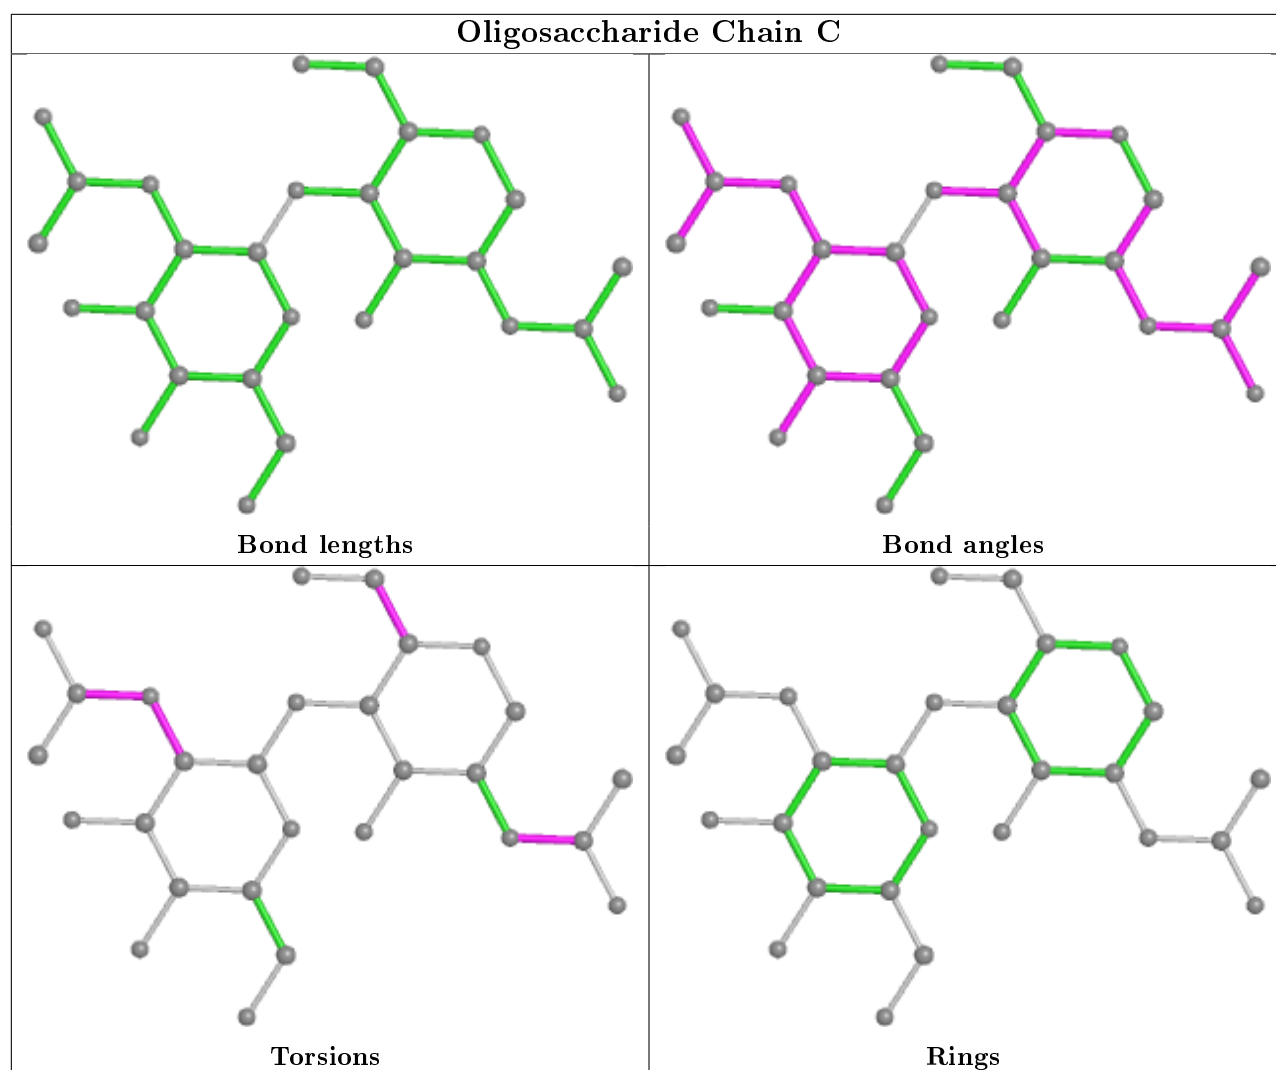 Oligosaccharide Chain C
Bond lengths
Bond angles
Torsions
Rings